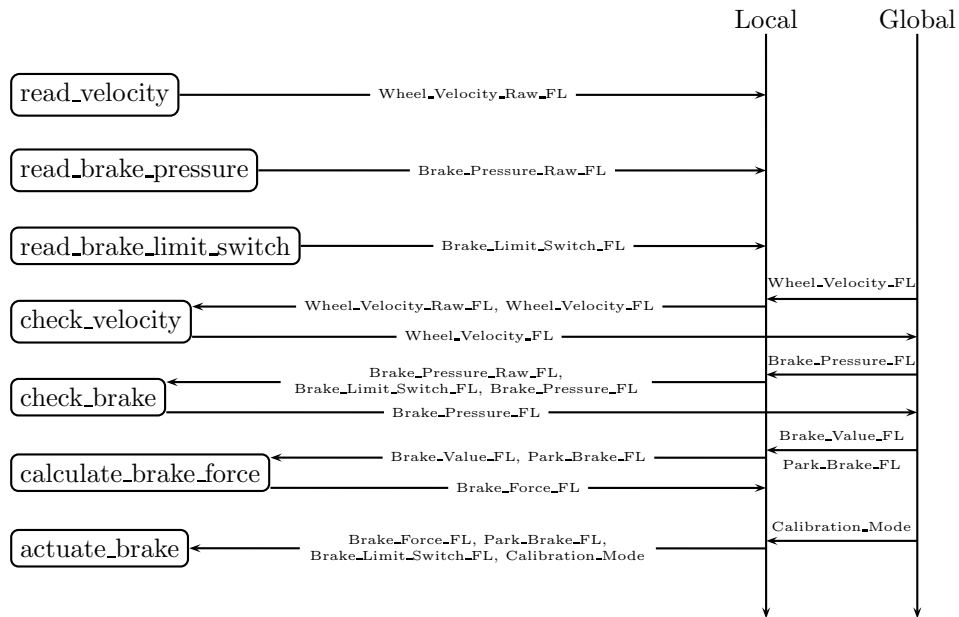 Local Global
read_velocity
Wheel_Velocity_Raw_FL
read_brake_pressure
Brake_Pressure_Raw_FL
read_brake_limit_switch
Brake_Limit_Switch_FL
Wheel_Velocity_FL
Wheel_Velocity_Raw_FL, Wheel_Velocity_FL
check_velocity
Wheel_Velocity_FL
Brake_Pressure_FL
Brake_Pressure_Raw_FL,
Brake_Limit_Switch_FL, Brake_Pressure_FL
check_brake
Brake_Pressure_FL
Brake_Value_FL
Brake_Value_FL, Park_Brake_FL
Park_Brake_FL
calculate_brake_force
Brake_Force_FL
Calibration_Mode
Brake_Force_FL, Park_Brake_FL,
Brake_Limit_Switch_FL, Calibration_Mode
actuate_brake